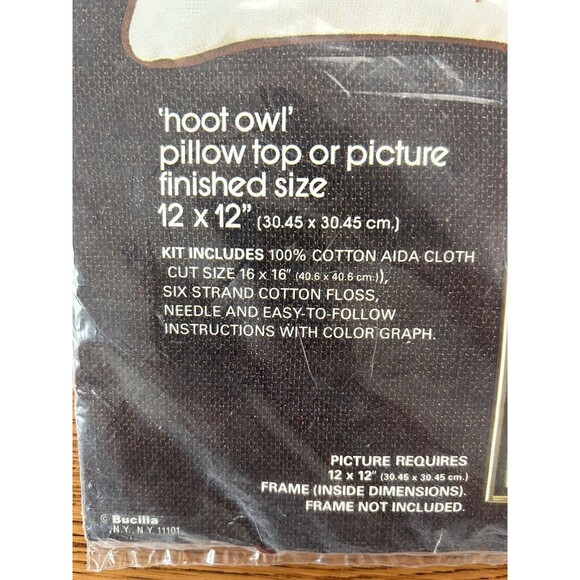 'hoot owl'
pillow top or picture
finished size
12 x 12" (30.45 x 30.45 cm.)
KIT INCLUDES 100% COTTON AIDA CLOTH
CUT SIZE 16 x 16" (40.6 x 40.6 cm.),
SIX STRAND COTTON FLOSS,
NEEDLE AND EASY-TO-FOLLOW
INSTRUCTIONS WITH COLOR GRAPH.
PICTURE REQUIRES
12 x 12" (30.45 x 30.45 cm.)
FRAME (INSIDE DIMENSIONS).
FRAME NOT INCLUDED.
© Bucilla
N.Y. N.Y. 11101